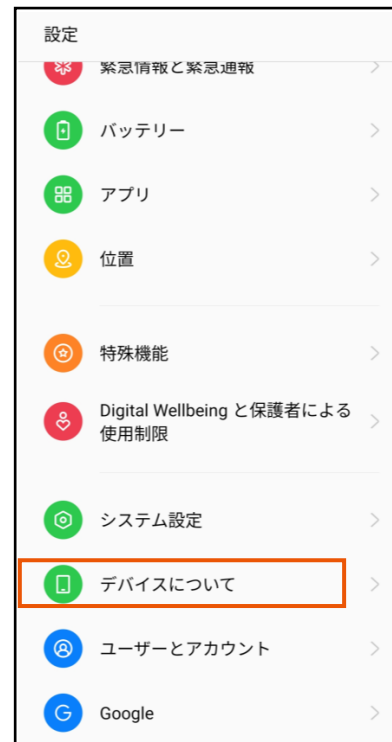 設定
緊急情報と緊急通報
バッテリー
アプリ
位置
特殊機能
Digital Wellbeing と保護者による
使用制限
システム設定
デバイスについて
ユーザーとアカウント
Google